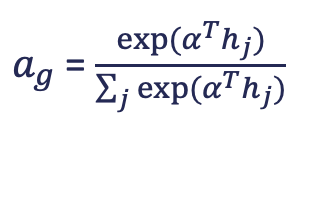 a_g = exp(α^T h_j) / ∑_j exp(α^T h_j)